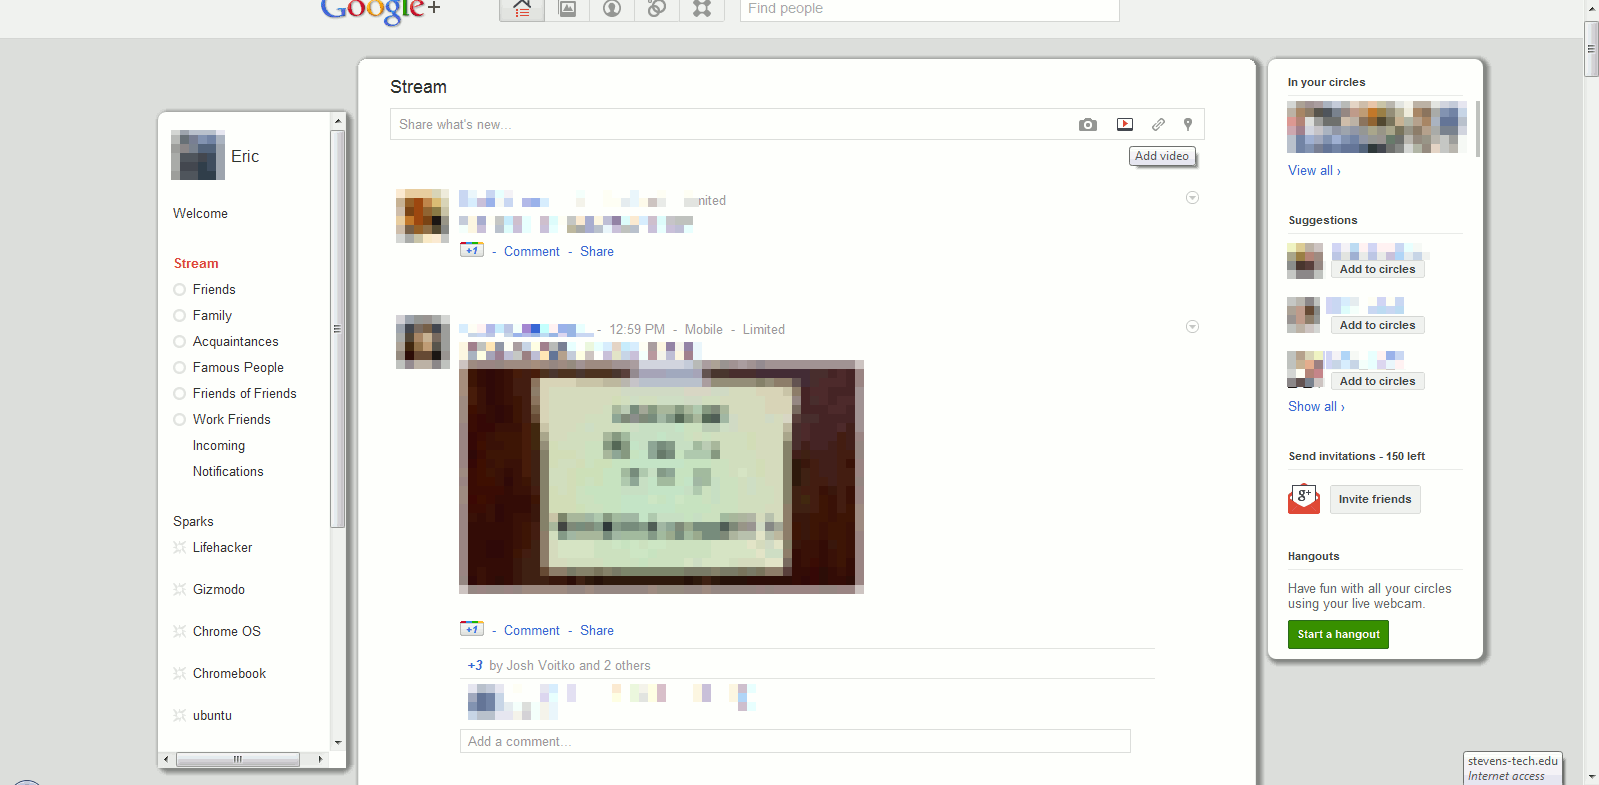 Google+
Find people
Eric
Welcome
Stream
Friends
Family
Acquaintances
Famous People
Friends of Friends
Work Friends
Incoming
Notifications
Sparks
Lifehacker
Gizmodo
Chrome OS
Chromebook
ubuntu
Stream
Share what's new...
Add video
+1 - Comment - Share
- 12:59 PM - Mobile - Limited
+1 - Comment - Share
+3 by Josh Voitko and 2 others
Add a comment...
In your circles
View all ›
Suggestions
Add to circles
Add to circles
Add to circles
Show all ›
Send invitations - 150 left
g+
Invite friends
Hangouts
Have fun with all your circles
using your live webcam.
Start a hangout
stevens-tech.edu
Internet access